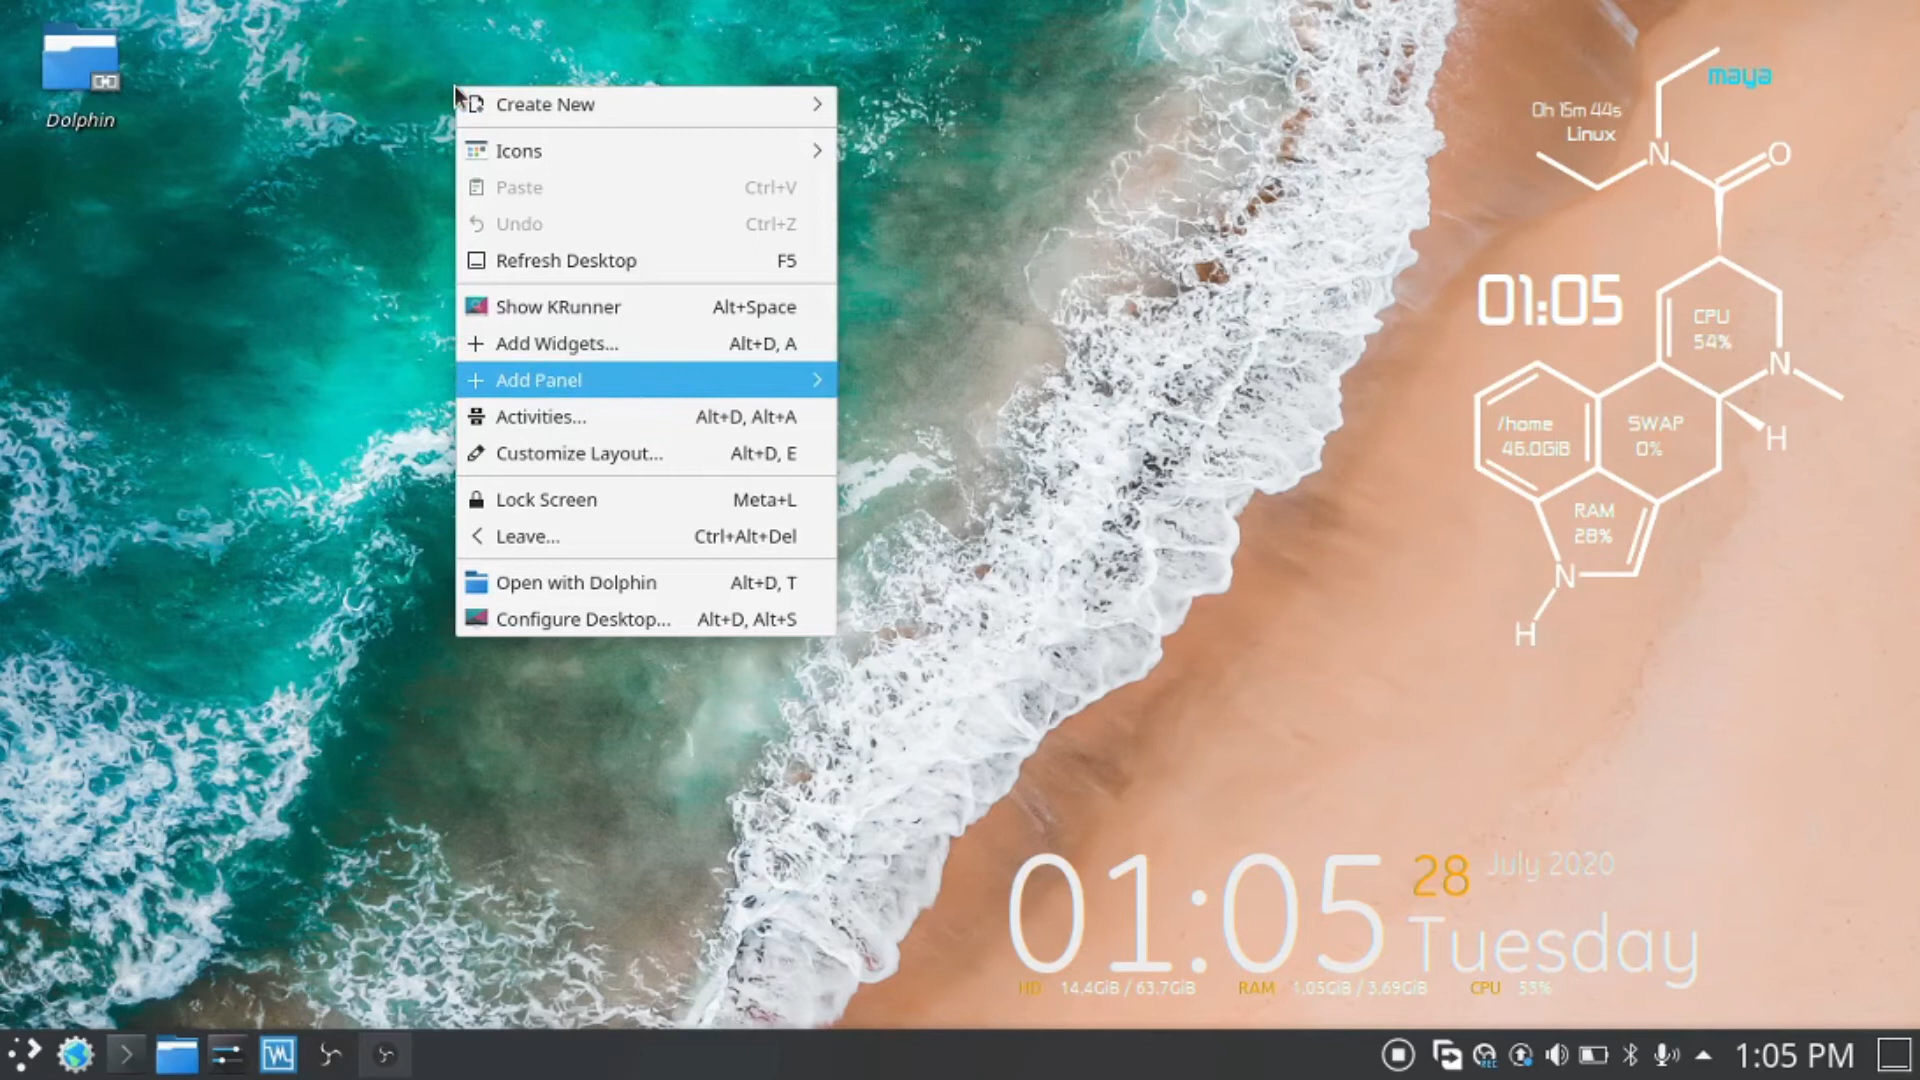 Dolphin
Create New
Icons
Paste Ctrl+V
Undo Ctrl+Z
Refresh Desktop F5
Show KRunner Alt+Space
Add Widgets... Alt+D, A
Add Panel
Activities... Alt+D, Alt+A
Customize Layout... Alt+D, E
Lock Screen Meta+L
Leave... Ctrl+Alt+Del
Open with Dolphin Alt+D, T
Configure Desktop... Alt+D, Alt+S
maya
0h 15m 44s
Linux
N
O
01:05
CPU
54%
N
/home
46.0GiB
SWAP
0%
H
RAM
28%
N
H
01:05 28 July 2020
Tuesday
HD 14.4GiB / 63.7GiB RAM 1.05GiB / 3.69GiB CPU 53%
REC
1:05 PM